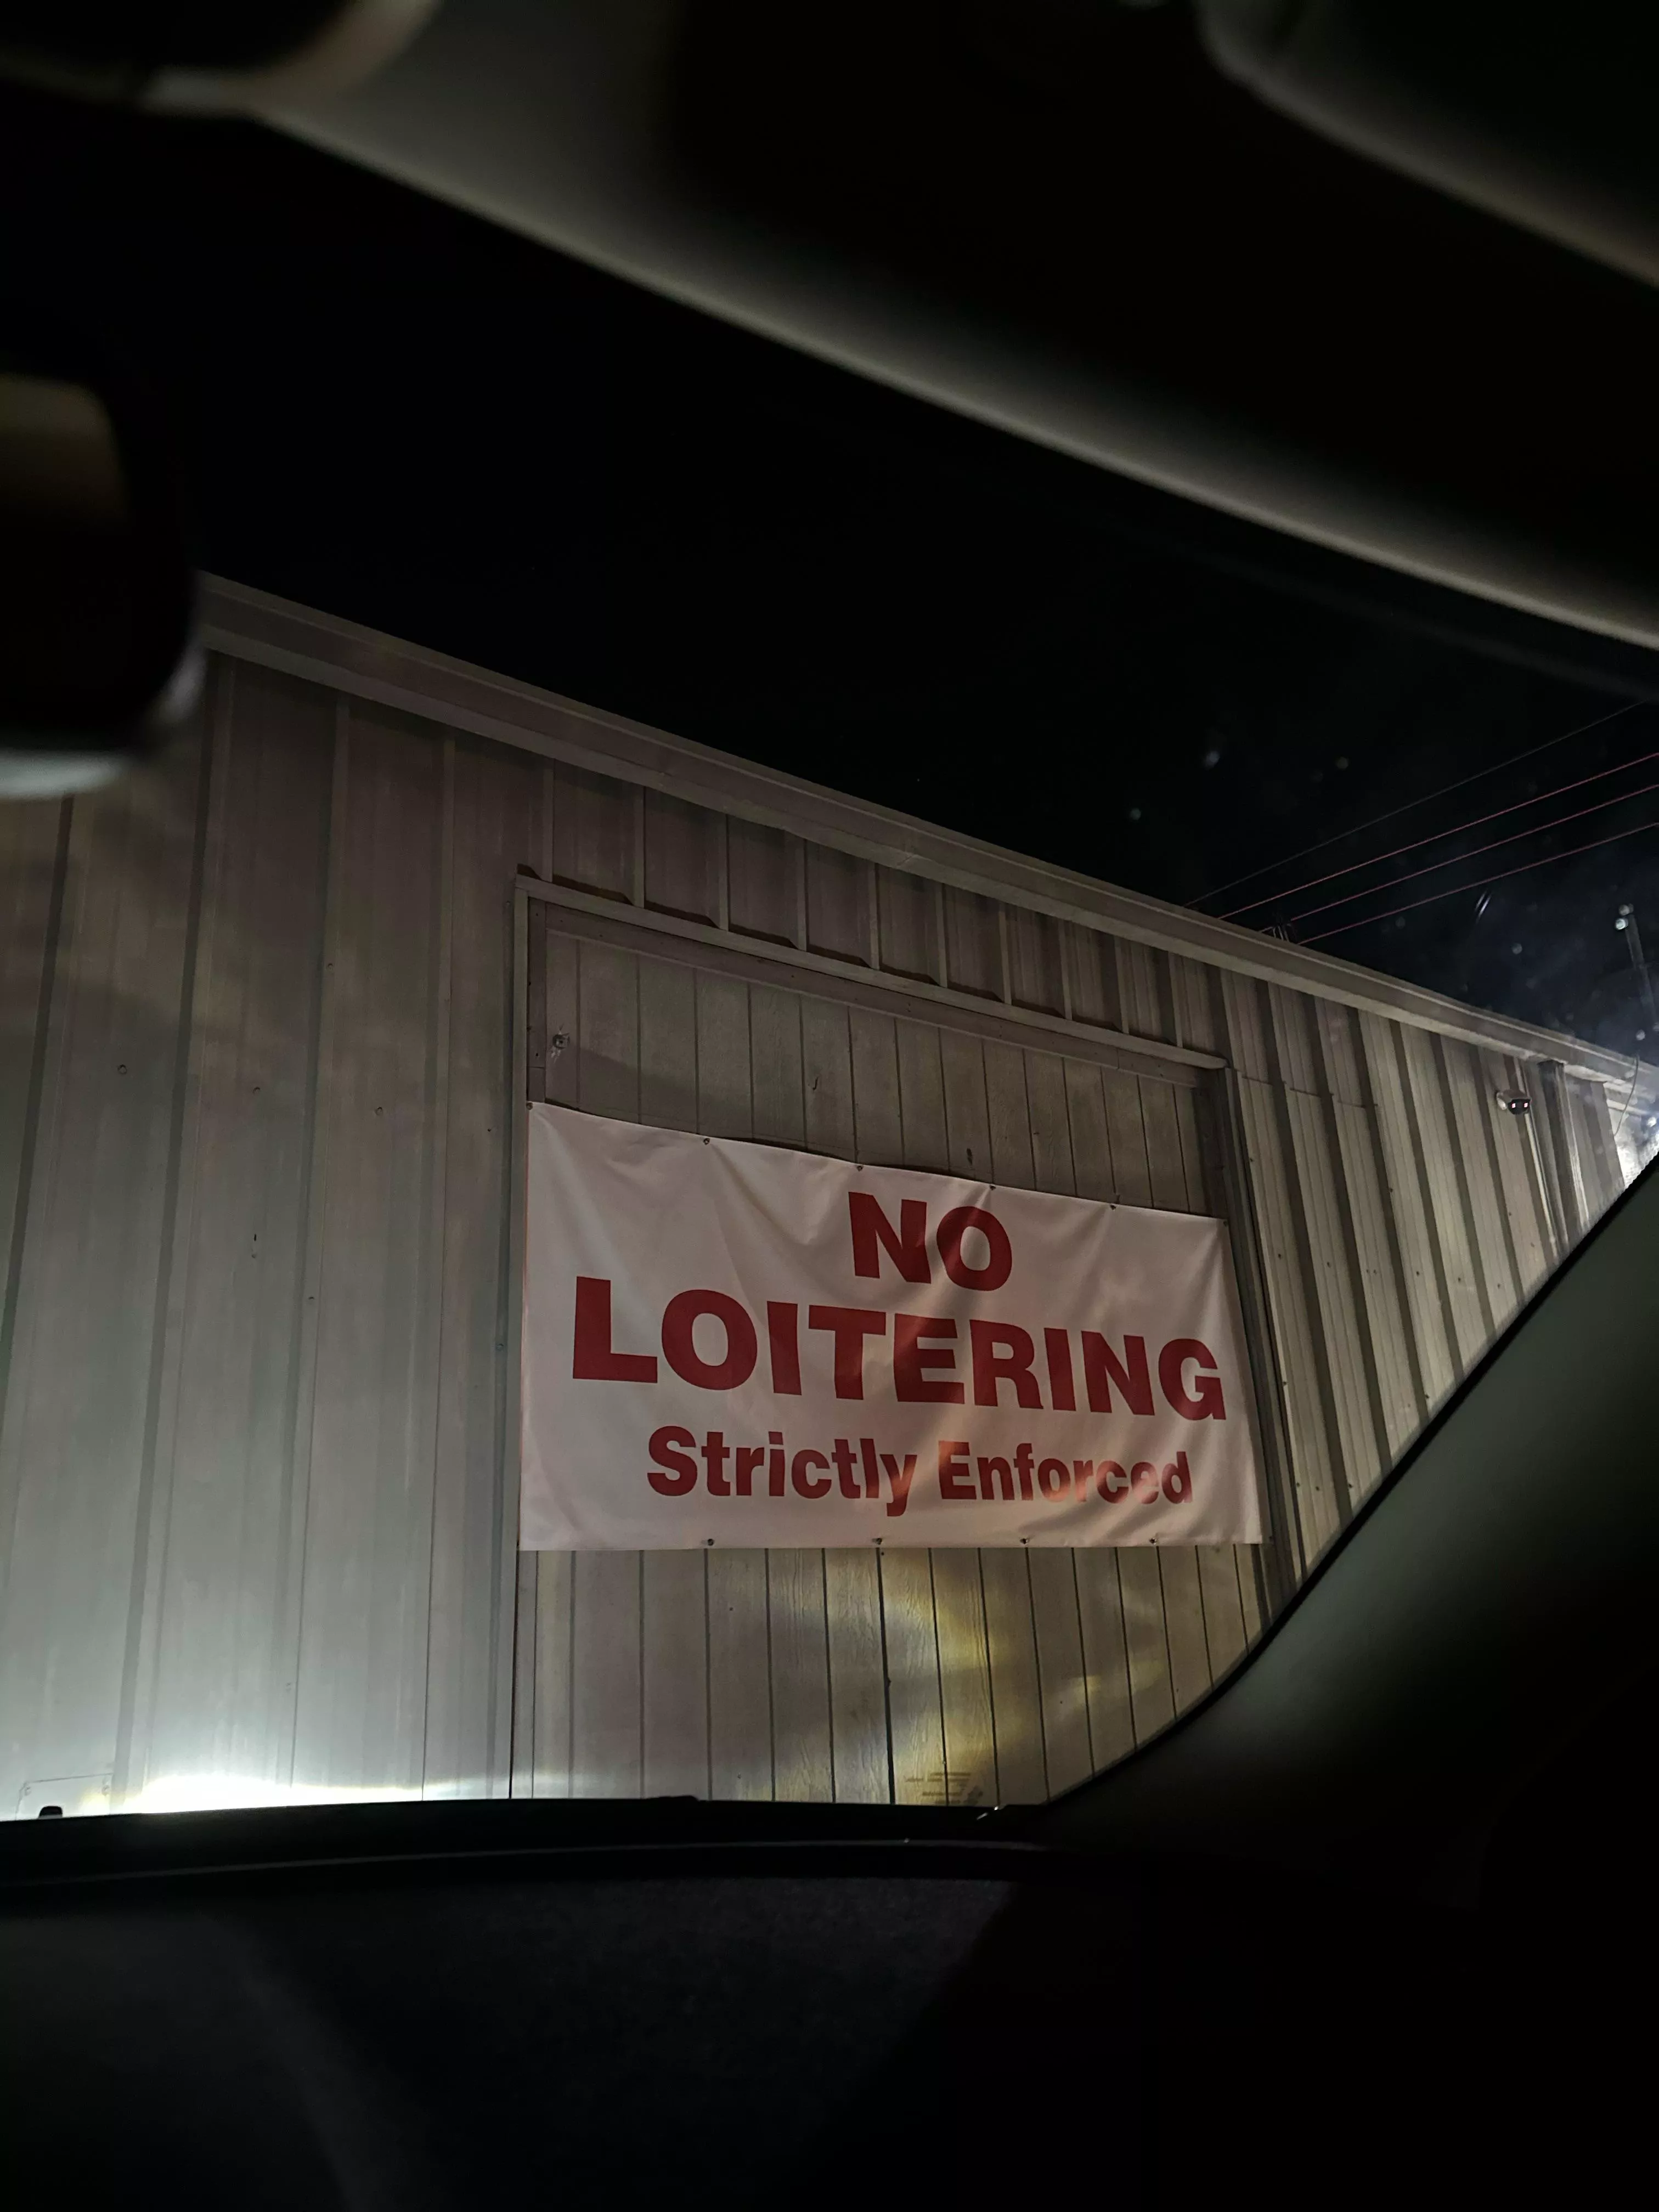 NO
LOITERING
Strictly Enforced